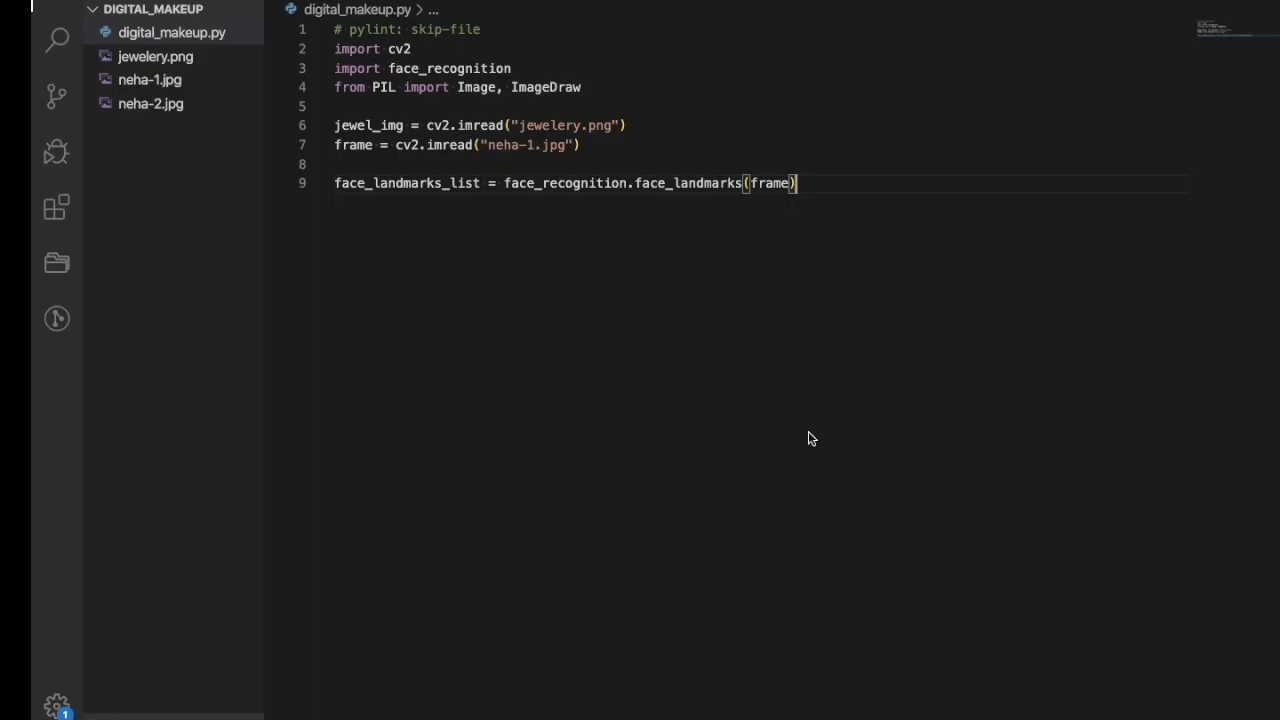 DIGITAL_MAKEUP
digital_makeup.py
jewelery.png
neha-1.jpg
neha-2.jpg
1
digital_makeup.py > ...
1 # pylint: skip-file
2 import cv2
3 import face_recognition
4 from PIL import Image, ImageDraw
5
6 jewel_img = cv2.imread("jewelery.png")
7 frame = cv2.imread("neha-1.jpg")
8
9 face_landmarks_list = face_recognition.face_landmarks(frame)